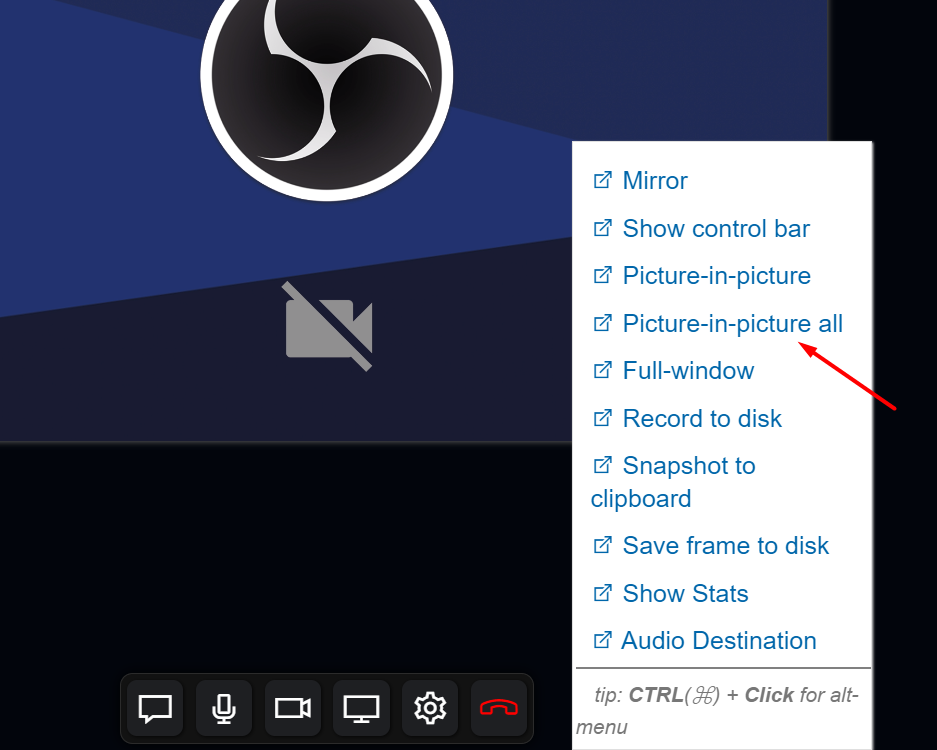 Mirror
Show control bar
Picture-in-picture
Picture-in-picture all
Full-window
Record to disk
Snapshot to
clipboard
Save frame to disk
Show Stats
Audio Destination
tip: CTRL(⌘) + Click for alt-
menu